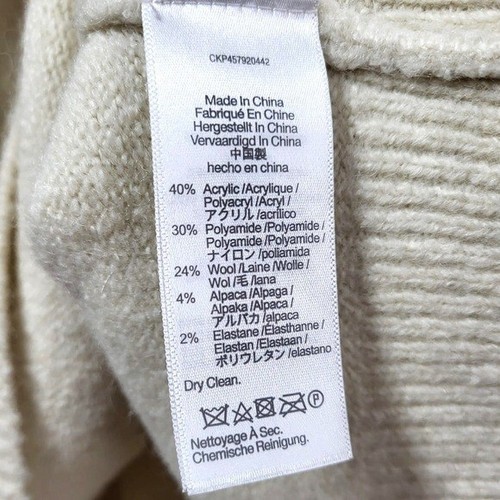 CKP457920442
Made In China
Fabriqué En Chine
Hergestellt In China
Vervaardigd In China
中国製
hecho en china
40% Acrylic /Acrylique /
Polyacryl /Acryl /
アクリル /acrílico
30% Polyamide /Polyamide /
Polyamide /Polyamide /
ナイロン /poliamida
24% Wool /Laine /Wolle /
Wol /毛 /lana
4% Alpaca /Alpaga /
Alpaka /Alpaca /
アルパカ /alpaca
2% Elastane /Élasthanne /
Elastan /Elastaan /
ポリウレタン /elastano
Dry Clean.
P
Nettoyage À Sec.
Chemische Reinigung.